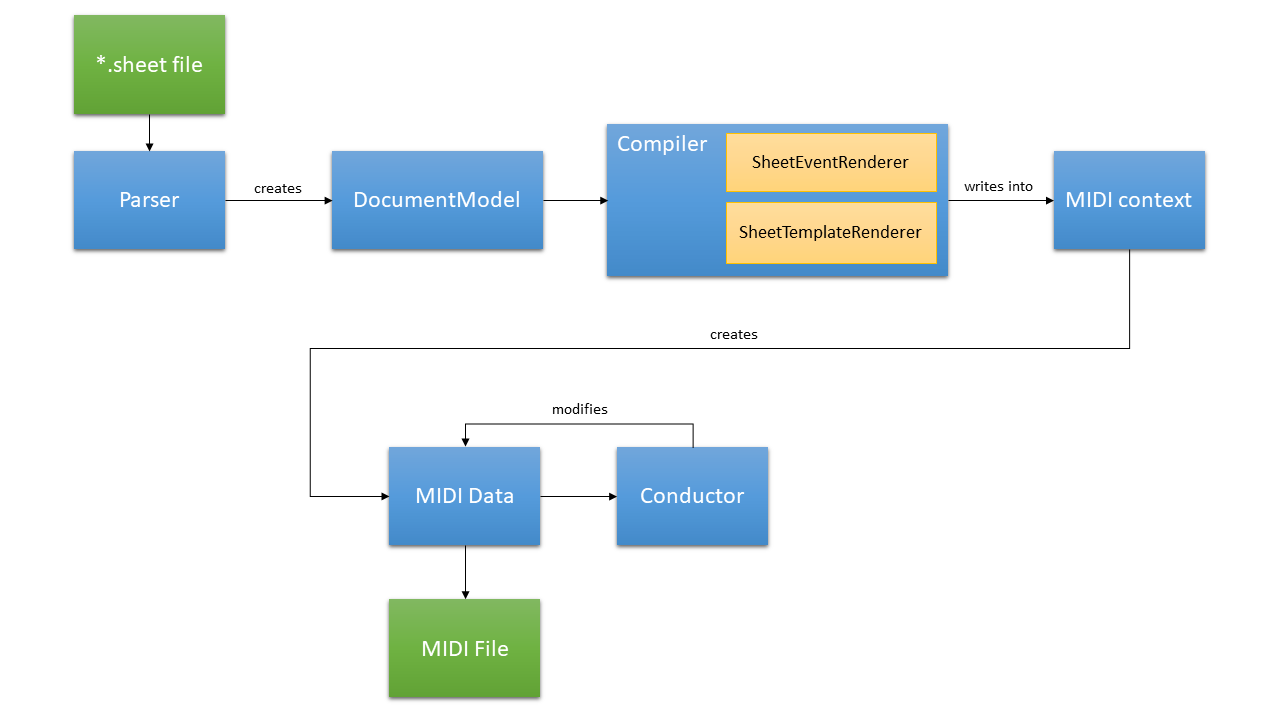 *.sheet file
Parser
creates
DocumentModel
Compiler
SheetEventRenderer
SheetTemplateRenderer
writes into
MIDI context
creates
modifies
MIDI Data
Conductor
MIDI File